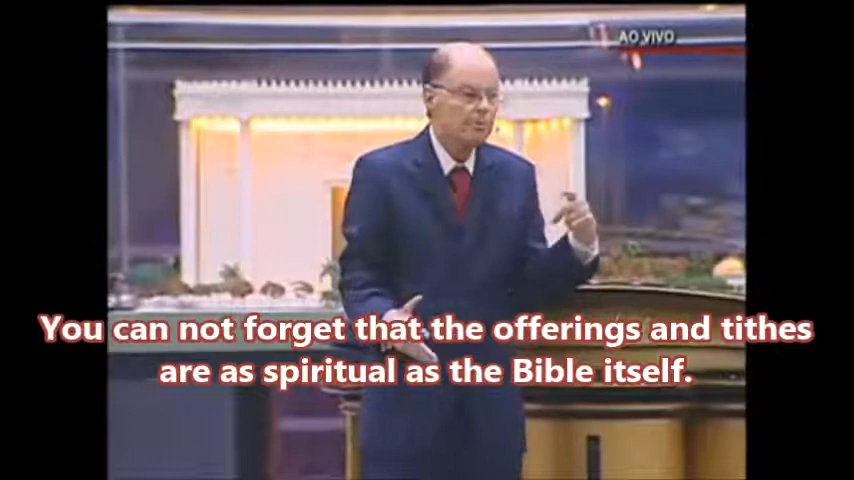 AO VIVO
You can not forget that the offerings and tithes
are as spiritual as the Bible itself.